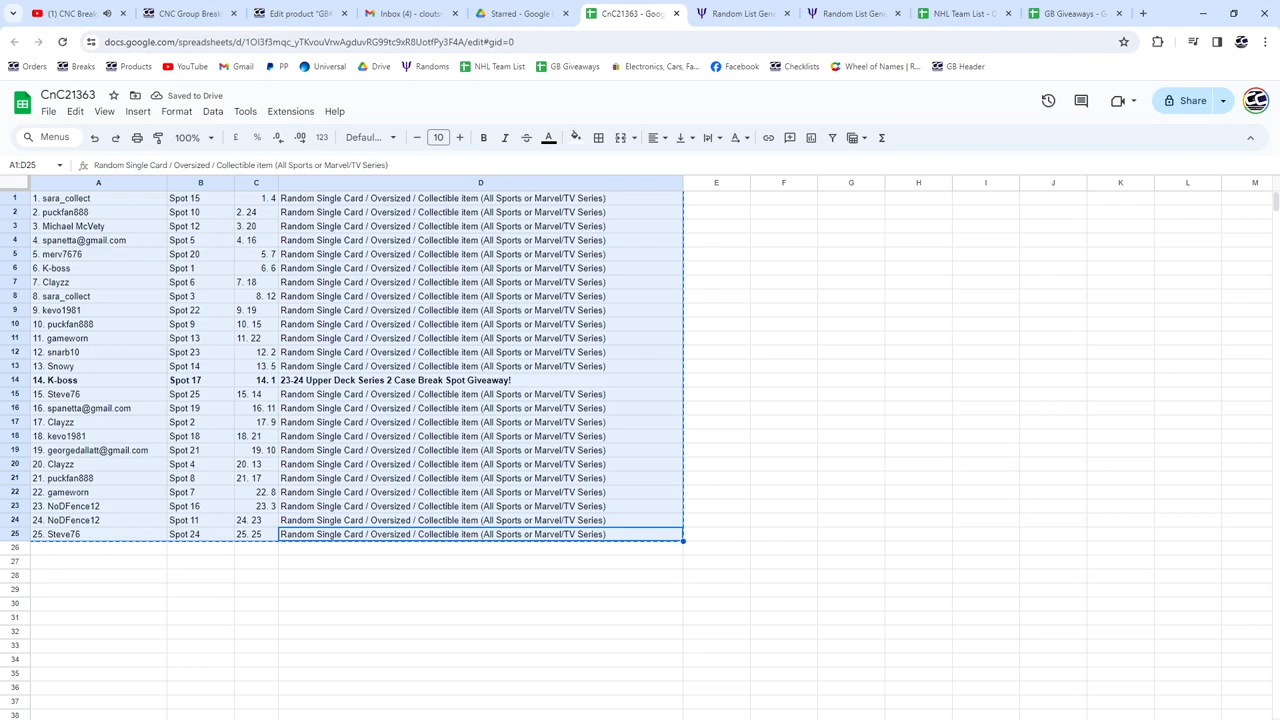 (1) CNC Break
CNC Group Break
Edit product "GB
Inbox (4) - clouts
Starred - Google
CnC21363 - Goo
Random List Gene
Random List Gene
NHL Team List - G
GB Giveaways - G
docs.google.com/spreadsheets/d/1OI3f3mqc_yTKvouVrwAgduvRG99tc9xR8UotfPy3F4A/edit#gid=0
Orders
Breaks
Products
YouTube
Gmail
PP
Universal
Drive
Randoms
NHL Team List
GB Giveaways
Electronics, Cars, Fa...
Facebook
Checklists
Wheel of Names | R...
GB Header
CnC21363
Saved to Drive
File Edit View Insert Format Data Tools Extensions Help
Share
Menus
100%
£ % .0 .00 123
Defaul...
10
A1:D25
Random Single Card / Oversized / Collectible item (All Sports or Marvel/TV Series)
A B C D E F G H I J K L M
1 1. sara_collect Spot 15 1. 4 Random Single Card / Oversized / Collectible item (All Sports or Marvel/TV Series)
2 2. puckfan888 Spot 10 2. 24 Random Single Card / Oversized / Collectible item (All Sports or Marvel/TV Series)
3 3. Michael McVety Spot 12 3. 20 Random Single Card / Oversized / Collectible item (All Sports or Marvel/TV Series)
4 4. spanetta@gmail.com Spot 5 4. 16 Random Single Card / Oversized / Collectible item (All Sports or Marvel/TV Series)
5 5. merv7676 Spot 20 5. 7 Random Single Card / Oversized / Collectible item (All Sports or Marvel/TV Series)
6 6. K-boss Spot 1 6. 6 Random Single Card / Oversized / Collectible item (All Sports or Marvel/TV Series)
7 7. Clayzz Spot 6 7. 18 Random Single Card / Oversized / Collectible item (All Sports or Marvel/TV Series)
8 8. sara_collect Spot 3 8. 12 Random Single Card / Oversized / Collectible item (All Sports or Marvel/TV Series)
9 9. kevo1981 Spot 22 9. 19 Random Single Card / Oversized / Collectible item (All Sports or Marvel/TV Series)
10 10. puckfan888 Spot 9 10. 15 Random Single Card / Oversized / Collectible item (All Sports or Marvel/TV Series)
11 11. gameworn Spot 13 11. 22 Random Single Card / Oversized / Collectible item (All Sports or Marvel/TV Series)
12 12. snarb10 Spot 23 12. 2 Random Single Card / Oversized / Collectible item (All Sports or Marvel/TV Series)
13 13. Snowy Spot 14 13. 5 Random Single Card / Oversized / Collectible item (All Sports or Marvel/TV Series)
14 14. K-boss Spot 17 14. 1 23-24 Upper Deck Series 2 Case Break Spot Giveaway!
15 15. Steve76 Spot 25 15. 14 Random Single Card / Oversized / Collectible item (All Sports or Marvel/TV Series)
16 16. spanetta@gmail.com Spot 19 16. 11 Random Single Card / Oversized / Collectible item (All Sports or Marvel/TV Series)
17 17. Clayzz Spot 2 17. 9 Random Single Card / Oversized / Collectible item (All Sports or Marvel/TV Series)
18 18. kevo1981 Spot 18 18. 21 Random Single Card / Oversized / Collectible item (All Sports or Marvel/TV Series)
19 19. georgedallatt@gmail.com Spot 21 19. 10 Random Single Card / Oversized / Collectible item (All Sports or Marvel/TV Series)
20 20. Clayzz Spot 4 20. 13 Random Single Card / Oversized / Collectible item (All Sports or Marvel/TV Series)
21 21. puckfan888 Spot 8 21. 17 Random Single Card / Oversized / Collectible item (All Sports or Marvel/TV Series)
22 22. gameworn Spot 7 22. 8 Random Single Card / Oversized / Collectible item (All Sports or Marvel/TV Series)
23 23. NoDFence12 Spot 16 23. 3 Random Single Card / Oversized / Collectible item (All Sports or Marvel/TV Series)
24 24. NoDFence12 Spot 11 24. 23 Random Single Card / Oversized / Collectible item (All Sports or Marvel/TV Series)
25 25. Steve76 Spot 24 25. 25 Random Single Card / Oversized / Collectible item (All Sports or Marvel/TV Series)
26
27
28
29
30
31
32
33
34
35
36
37
38